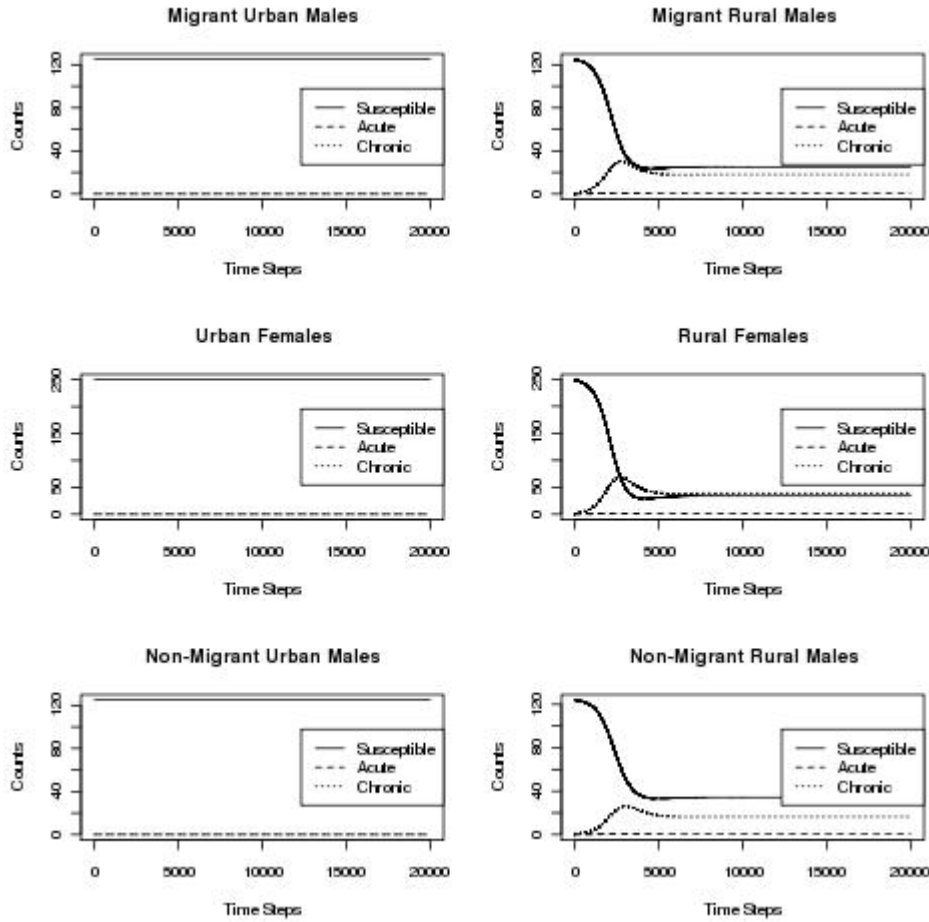 Migrant Urban Males
Counts
0 40 80 120
Susceptible
Acute
Chronic
0 5000 10000 15000 20000
Time Steps
Migrant Rural Males
Counts
0 40 80 120
Susceptible
Acute
Chronic
0 5000 10000 15000 20000
Time Steps
Urban Females
Counts
0 50 150 250
Susceptible
Acute
Chronic
0 5000 10000 15000 20000
Time Steps
Rural Females
Counts
0 50 150 250
Susceptible
Acute
Chronic
0 5000 10000 15000 20000
Time Steps
Non-Migrant Urban Males
Counts
0 40 80 120
Susceptible
Acute
Chronic
0 5000 10000 15000 20000
Time Steps
Non-Migrant Rural Males
Counts
0 40 80 120
Susceptible
Acute
Chronic
0 5000 10000 15000 20000
Time Steps